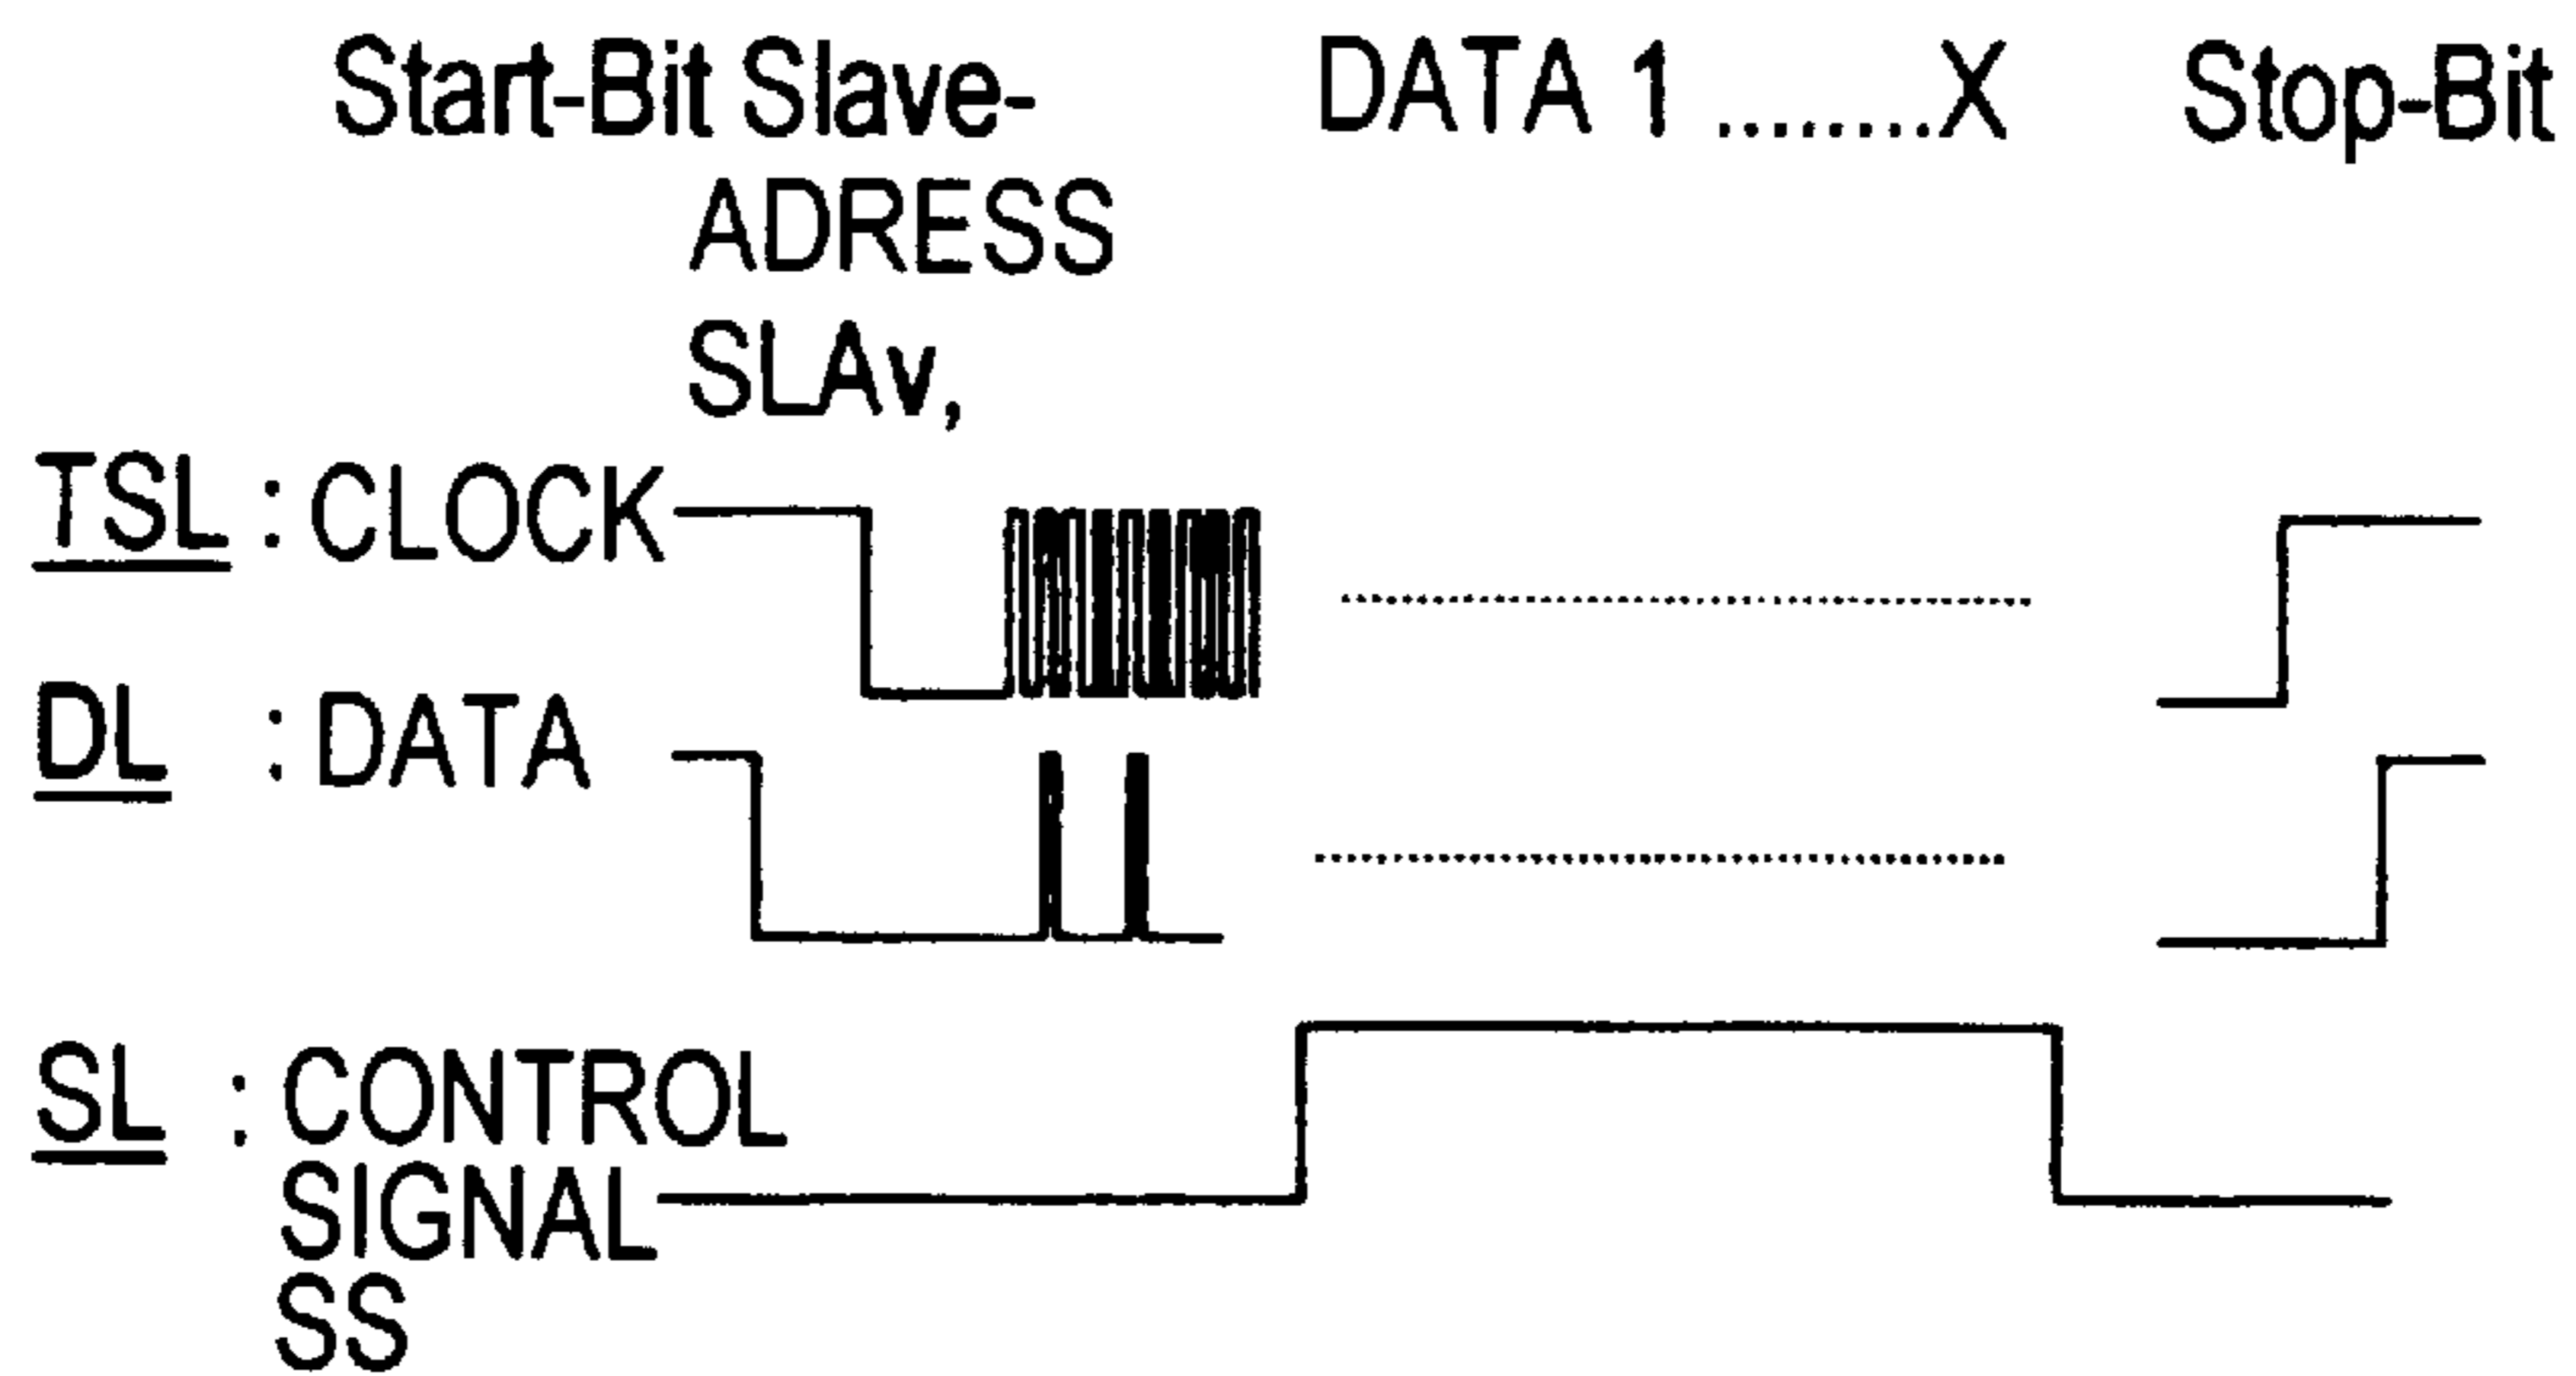 Start-Bit Slave- DATA 1 ........X Stop-Bit
ADRESS
SLAv,
TSL : CLOCK
DL : DATA
SL : CONTROL
SIGNAL
SS